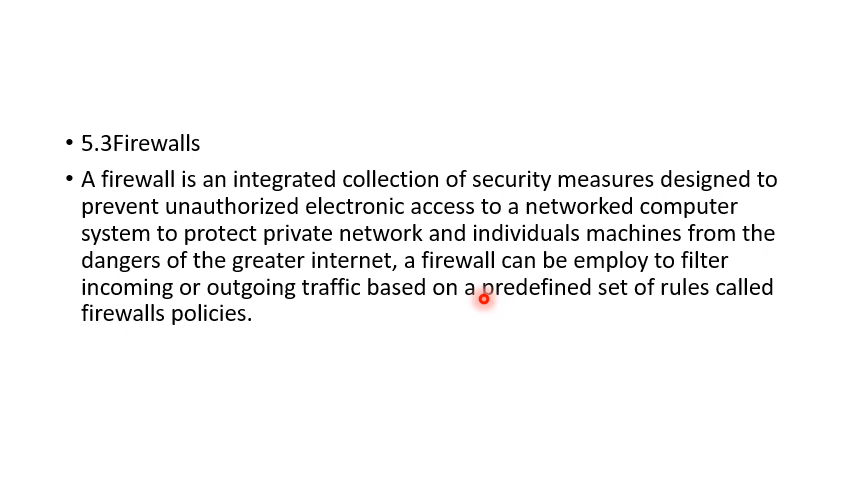 • 5.3Firewalls
• A firewall is an integrated collection of security measures designed to
prevent unauthorized electronic access to a networked computer
system to protect private network and individuals machines from the
dangers of the greater internet, a firewall can be employ to filter
incoming or outgoing traffic based on a predefined set of rules called
firewalls policies.